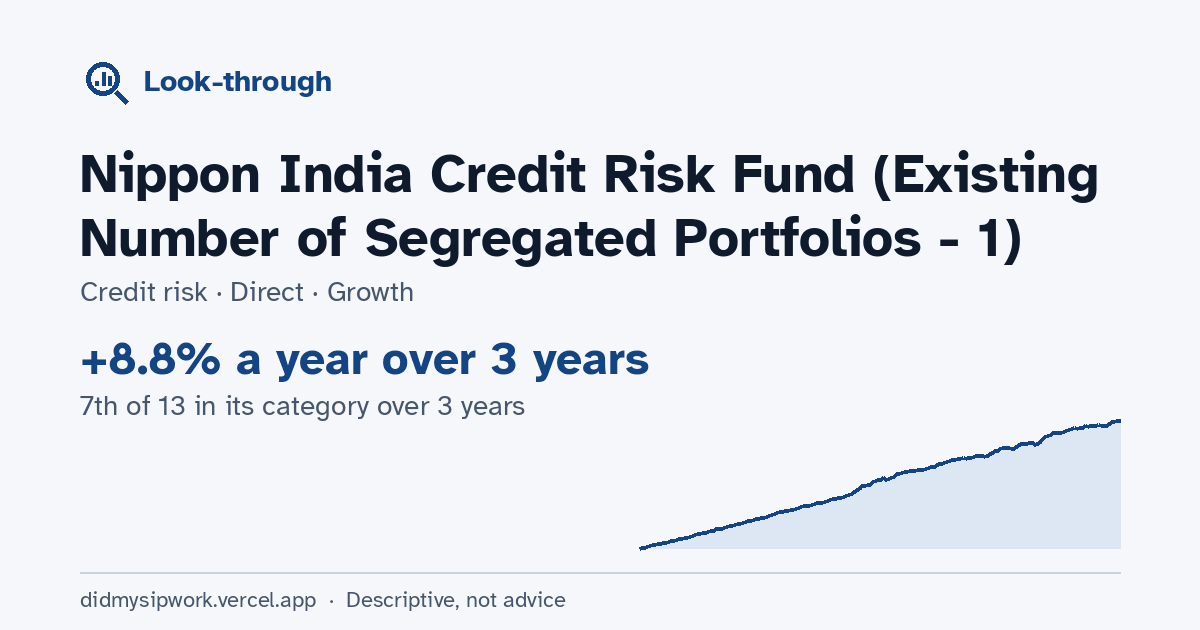 Look-through
Nippon India Credit Risk Fund (Existing
Number of Segregated Portfolios - 1)
Credit risk · Direct · Growth
+8.8% a year over 3 years
7th of 13 in its category over 3 years
didmysipwork.vercel.app · Descriptive, not advice